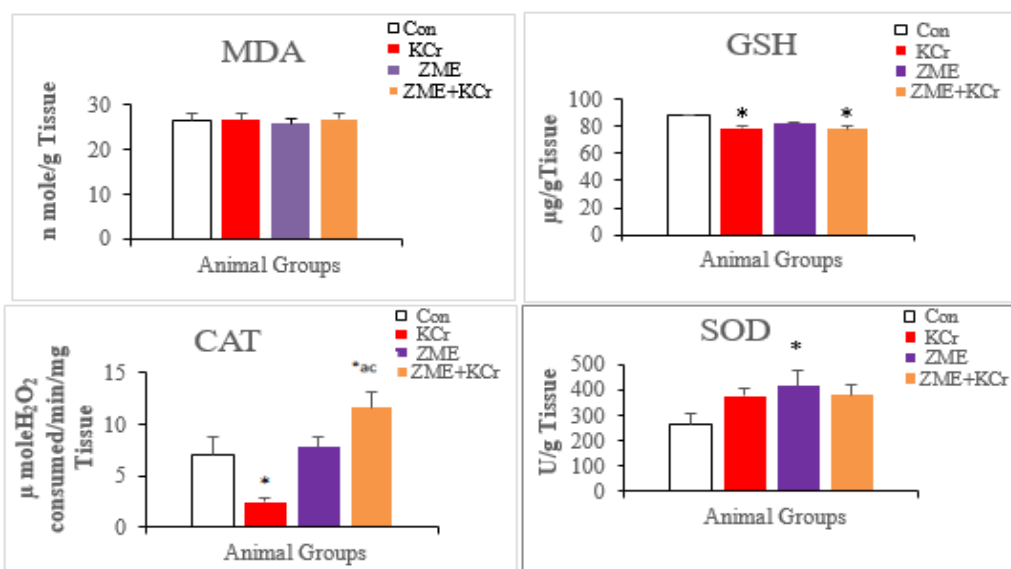 MDA
Con
KCr
ZME
ZME+KCr
n mole/g Tissue
30
20
10
0
Animal Groups
GSH
Con
KCr
ZME
ZME+KCr
µg/gTissue
100
80
60
40
20
0
*
*
Animal Groups
CAT
Con
KCr
ZME
ZME+KCr
µ moleH₂O₂
consumed/min/mg
Tissue
15
10
5
0
*
*ac
Animal Groups
SOD
Con
KCr
ZME
ZME+KCr
U/g Tissue
500
400
300
200
100
0
*
Animal Groups